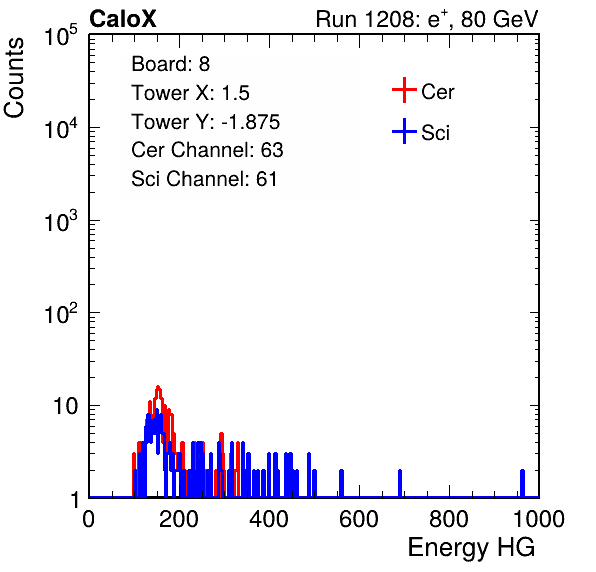 CaloX Run 1208: e⁺, 80 GeV
Counts
10⁵
10⁴
10³
10²
10
1
Board: 8
Tower X: 1.5
Tower Y: -1.875
Cer Channel: 63
Sci Channel: 61
Cer
Sci
0 200 400 600 800 1000
Energy HG